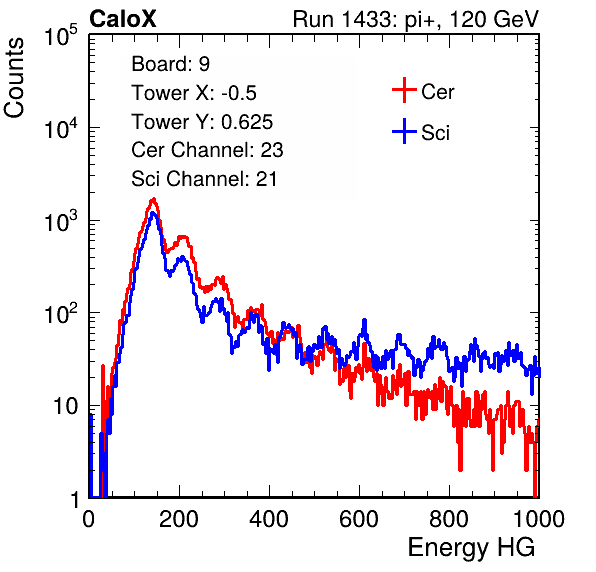 CaloX Run 1433: pi+, 120 GeV
Board: 9
Tower X: -0.5
Tower Y: 0.625
Cer Channel: 23
Sci Channel: 21
Cer
Sci
Counts
10^5
10^4
10^3
10^2
10
1
0 200 400 600 800 1000
Energy HG